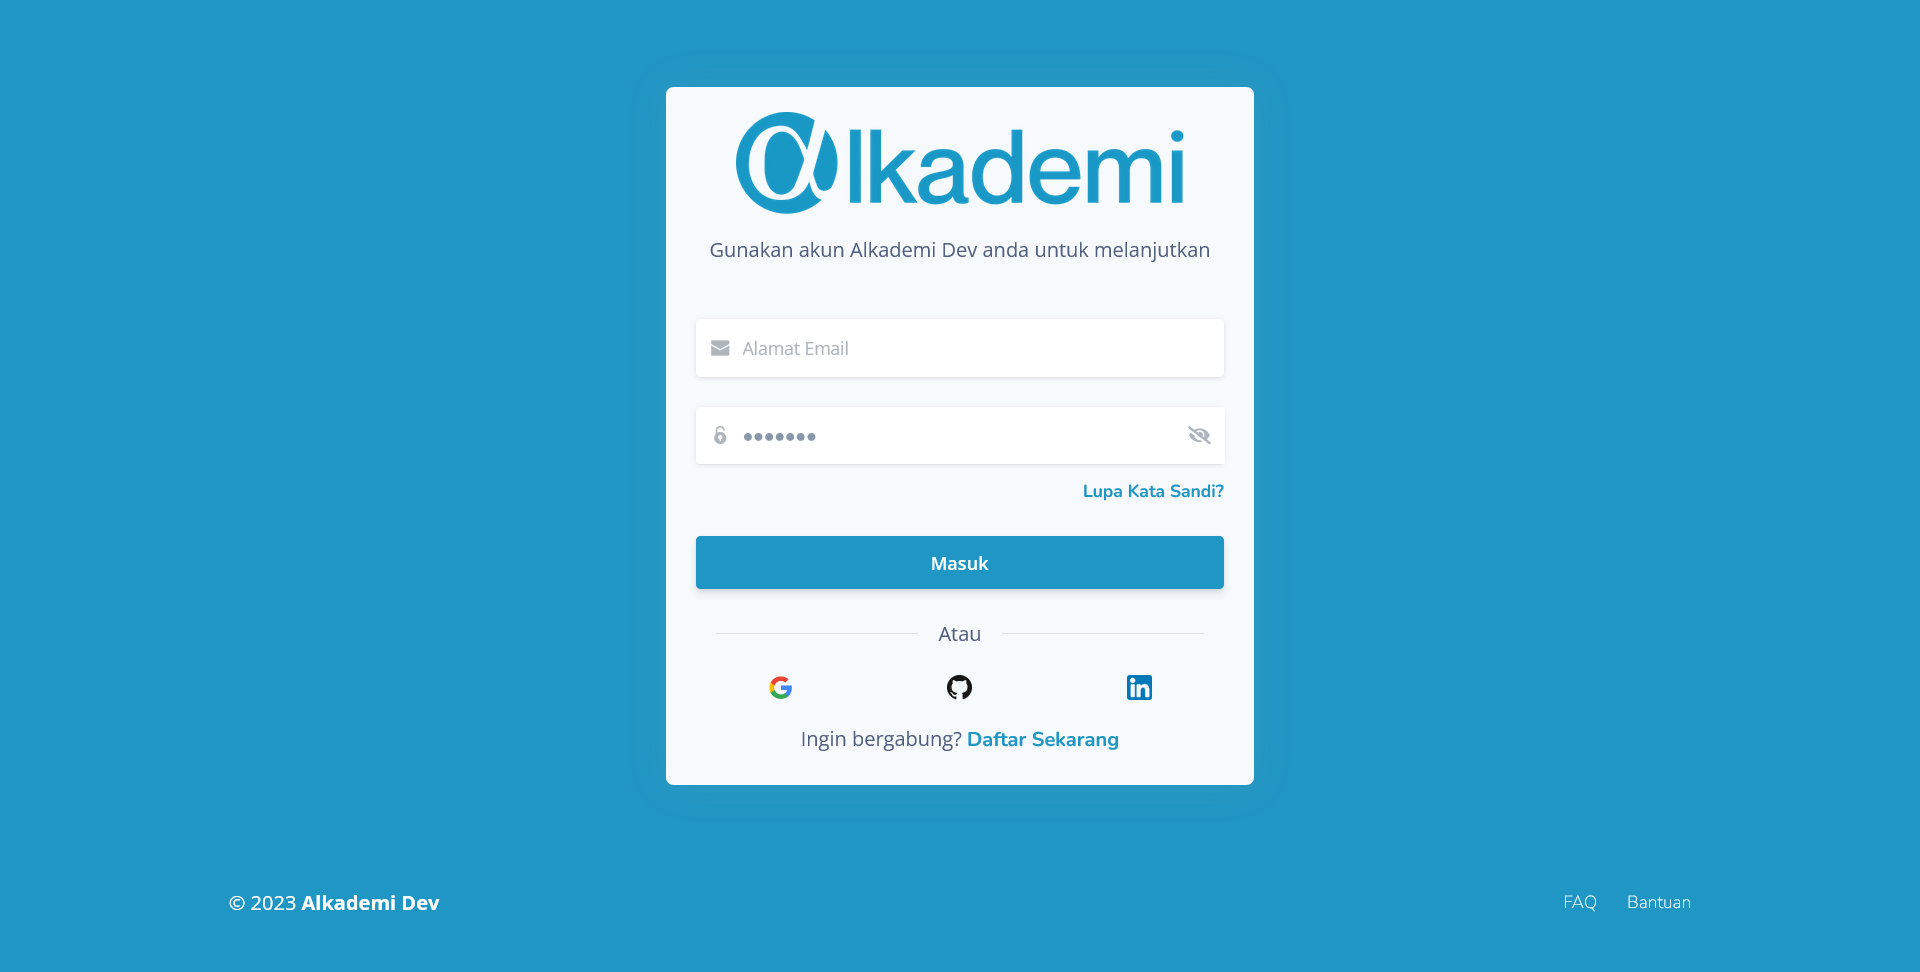 @lkademi
Gunakan akun Alkademi Dev anda untuk melanjutkan
Alamat Email
•••••••
Lupa Kata Sandi?
Masuk
Atau
Ingin bergabung? Daftar Sekarang
© 2023 Alkademi Dev
FAQ Bantuan